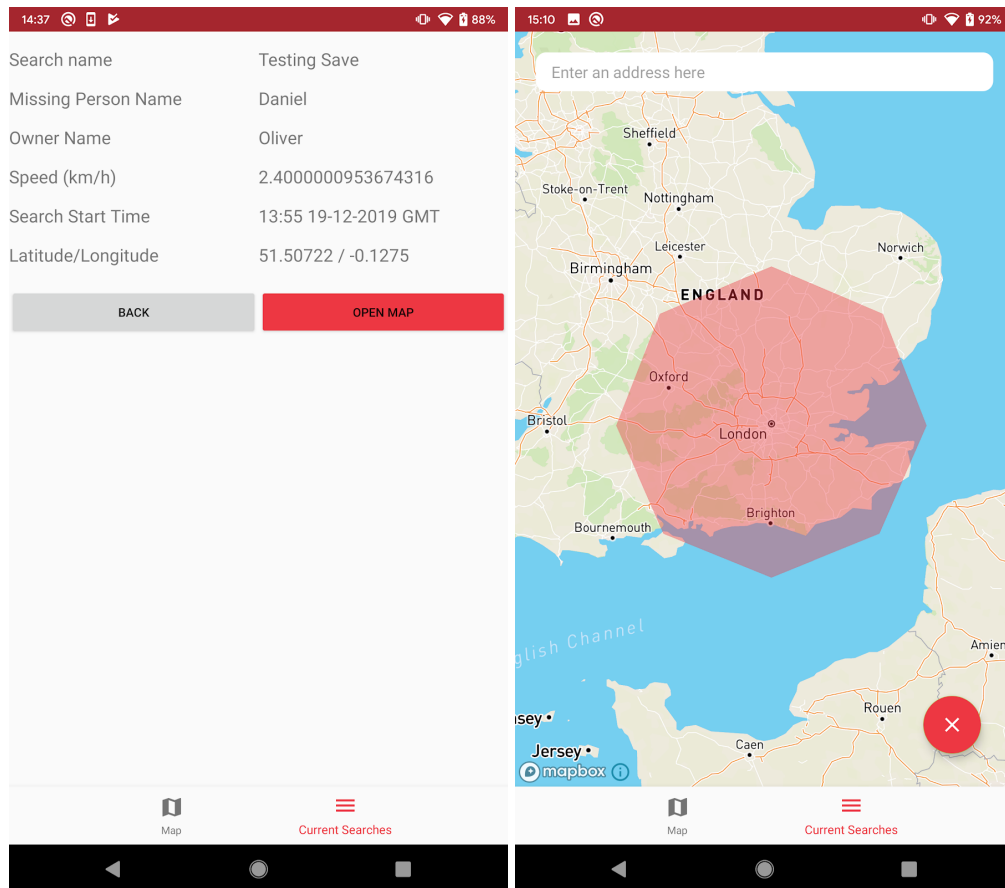 14:37
88%
Search name Testing Save
Missing Person Name Daniel
Owner Name Oliver
Speed (km/h) 2.4000000953674316
Search Start Time 13:55 19-12-2019 GMT
Latitude/Longitude 51.50722 / -0.1275
BACK OPEN MAP
Map Current Searches
15:10
92%
Enter an address here
Sheffield
Stoke-on-Trent
Nottingham
Leicester
Norwich
Birmingham
ENGLAND
Oxford
Bristol
London
Brighton
Bournemouth
glish Channel
Amien
Rouen
sey
Caen
Jersey
mapbox
Map Current Searches